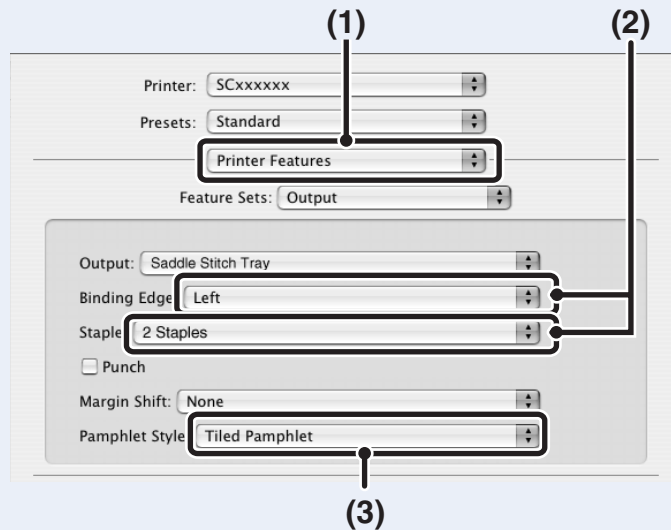 (1) (2)
Printer: SCxxxxxx
Presets: Standard
Printer Features
Feature Sets: Output
Output: Saddle Stitch Tray
Binding Edge Left
Staple 2 Staples
Punch
Margin Shift: None
Pamphlet Style Tiled Pamphlet
(3)